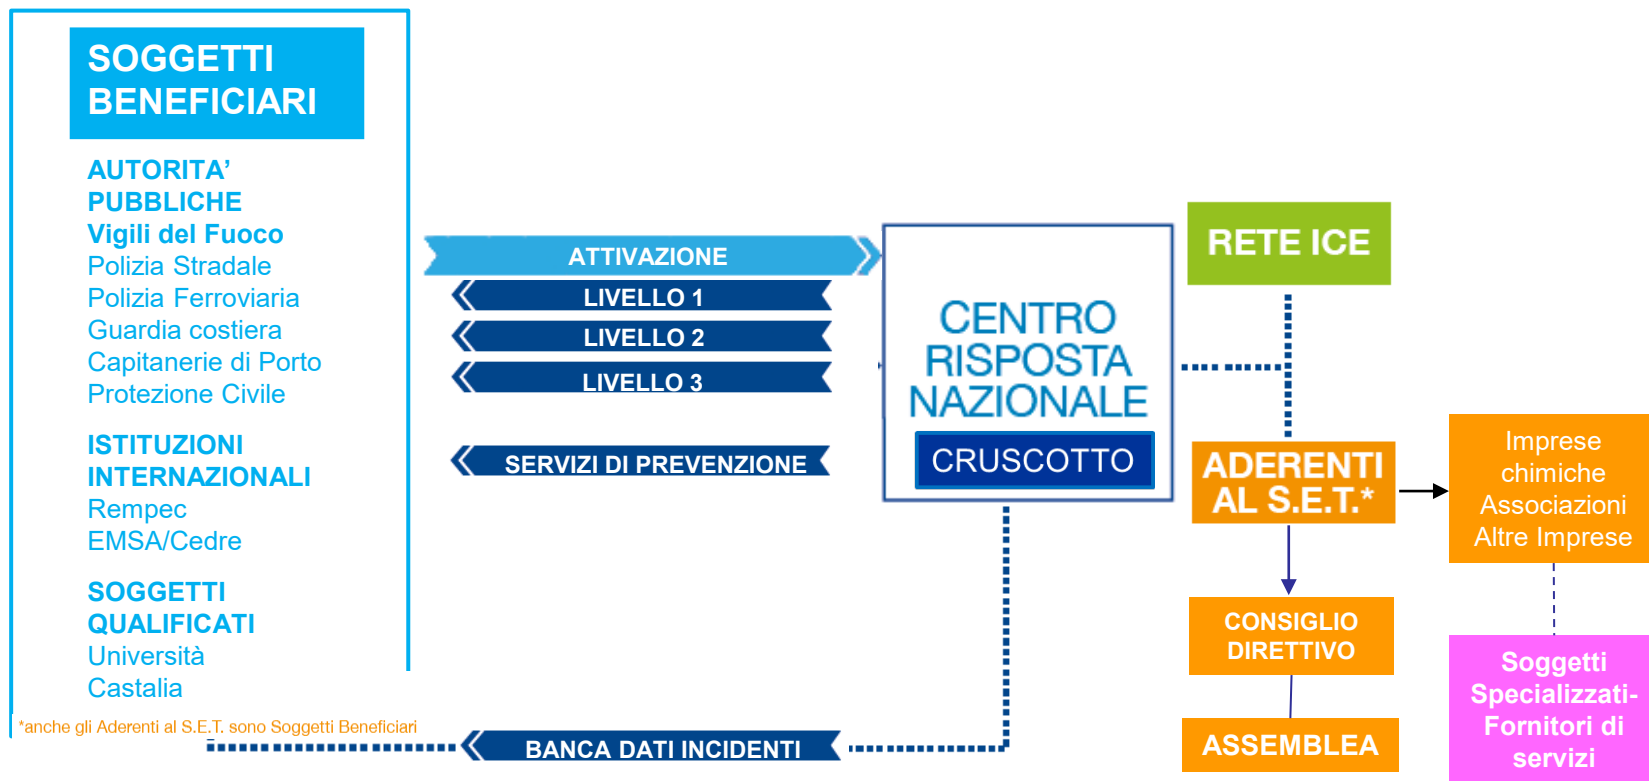 SOGGETTI
BENEFICIARI
AUTORITA’
PUBBLICHE
Vigili del Fuoco
Polizia Stradale
Polizia Ferroviaria
Guardia costiera
Capitanerie di Porto
Protezione Civile
ISTITUZIONI
INTERNAZIONALI
Rempec
EMSA/Cedre
SOGGETTI
QUALIFICATI
Università
Castalia
*anche gli Aderenti al S.E.T. sono Soggetti Beneficiari
ATTIVAZIONE
LIVELLO 1
LIVELLO 2
LIVELLO 3
SERVIZI DI PREVENZIONE
BANCA DATI INCIDENTI
CENTRO
RISPOSTA
NAZIONALE
CRUSCOTTO
RETE ICE
ADERENTI
AL S.E.T.*
CONSIGLIO
DIRETTIVO
ASSEMBLEA
Imprese
chimiche
Associazioni
Altre Imprese
Soggetti
Specializzati-
Fornitori di
servizi